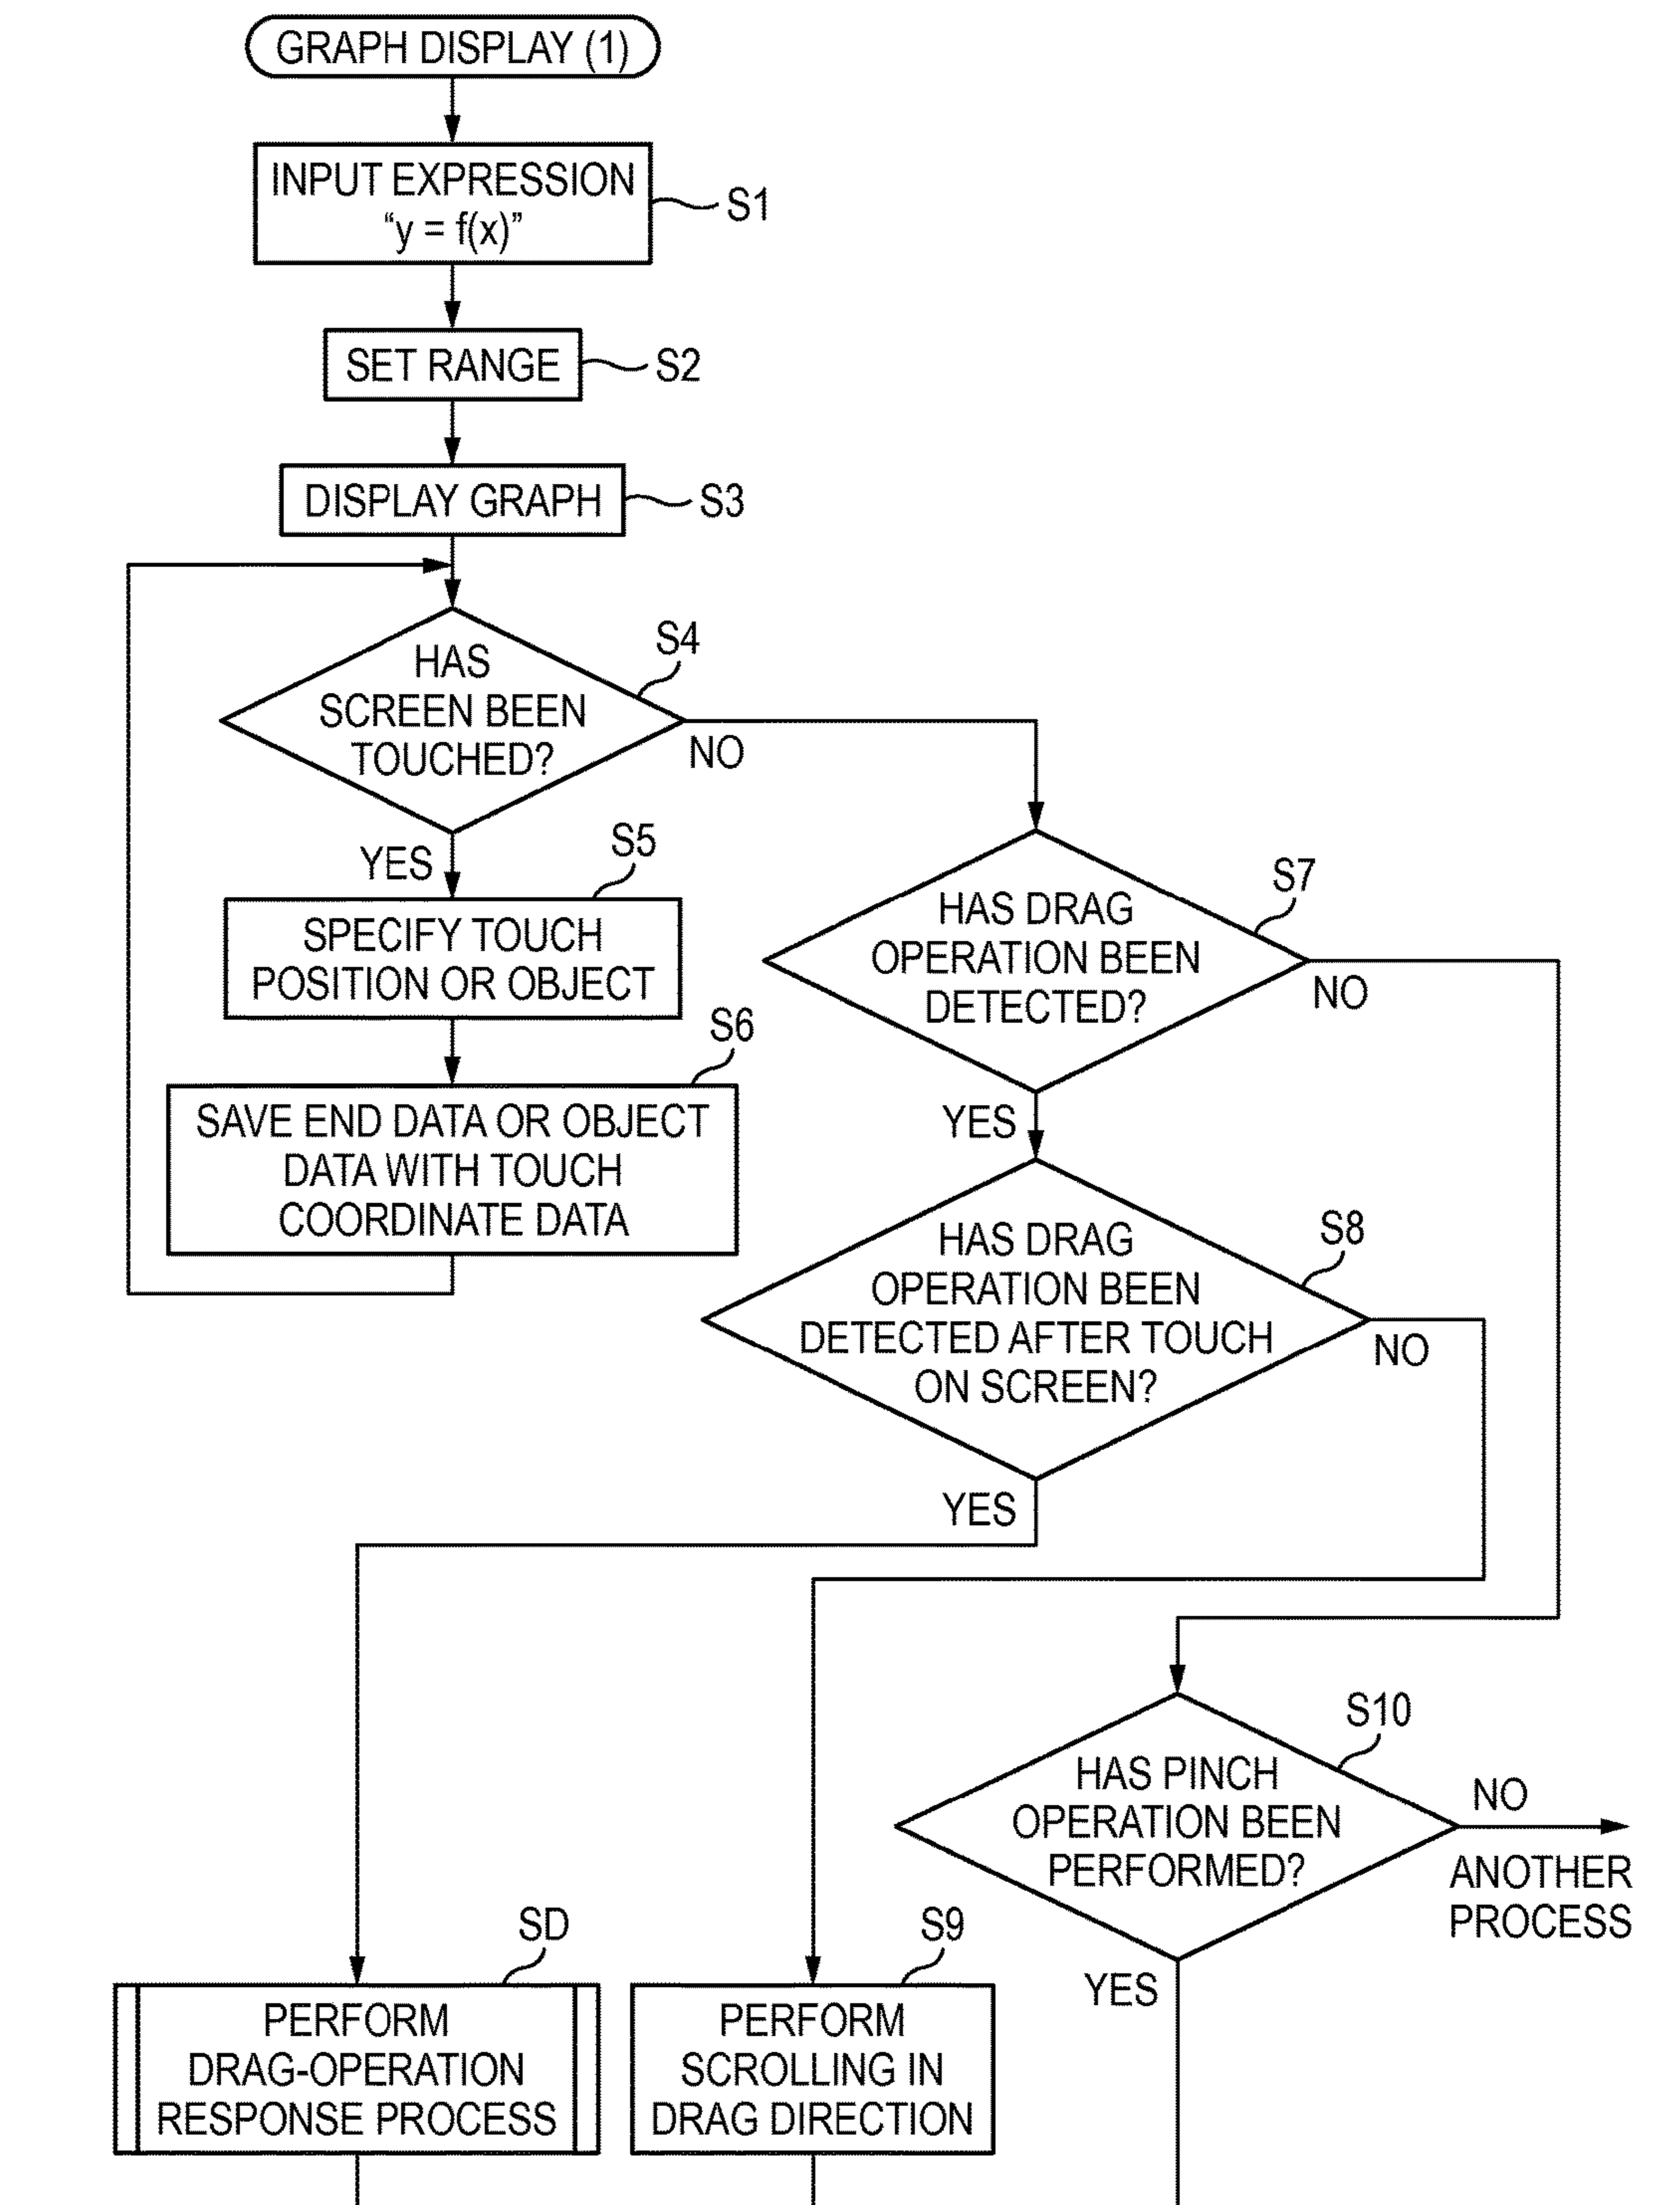 GRAPH DISPLAY (1)
INPUT EXPRESSION
“y = f(x)”
S1
SET RANGE
S2
DISPLAY GRAPH
S3
HAS
SCREEN BEEN
TOUCHED?
S4
NO
YES
S5
SPECIFY TOUCH
POSITION OR OBJECT
S6
SAVE END DATA OR OBJECT
DATA WITH TOUCH
COORDINATE DATA
S7
HAS DRAG
OPERATION BEEN
DETECTED?
NO
YES
S8
HAS DRAG
OPERATION BEEN
DETECTED AFTER TOUCH
ON SCREEN?
NO
YES
S10
HAS PINCH
OPERATION BEEN
PERFORMED?
NO
ANOTHER
PROCESS
YES
SD
PERFORM
DRAG-OPERATION
RESPONSE PROCESS
S9
PERFORM
SCROLLING IN
DRAG DIRECTION